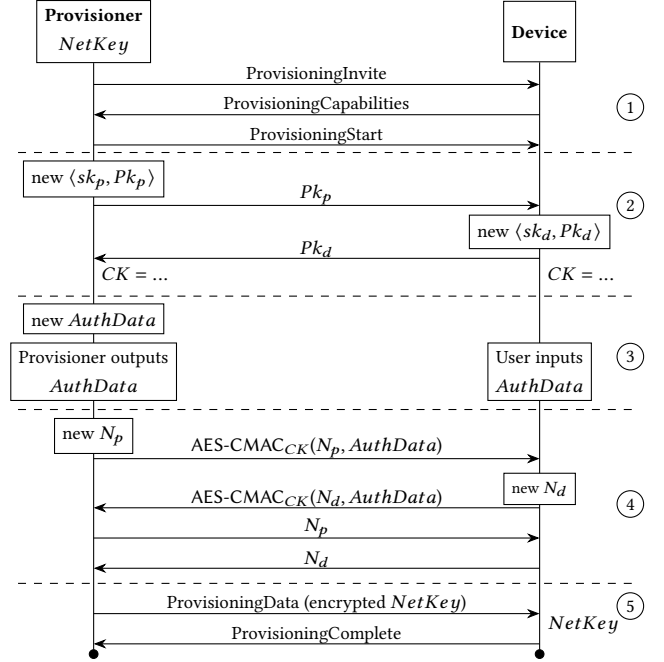 Provisioner
NetKey
Device
ProvisioningInvite
ProvisioningCapabilities
1
ProvisioningStart
new ⟨sk_p, Pk_p⟩
Pk_p
2
new ⟨sk_d, Pk_d⟩
Pk_d
CK = ...
CK = ...
new AuthData
Provisioner outputs
AuthData
User inputs
AuthData
3
new N_p
AES-CMAC_CK(N_p, AuthData)
new N_d
AES-CMAC_CK(N_d, AuthData)
4
N_p
N_d
ProvisioningData (encrypted NetKey)
5
NetKey
ProvisioningComplete